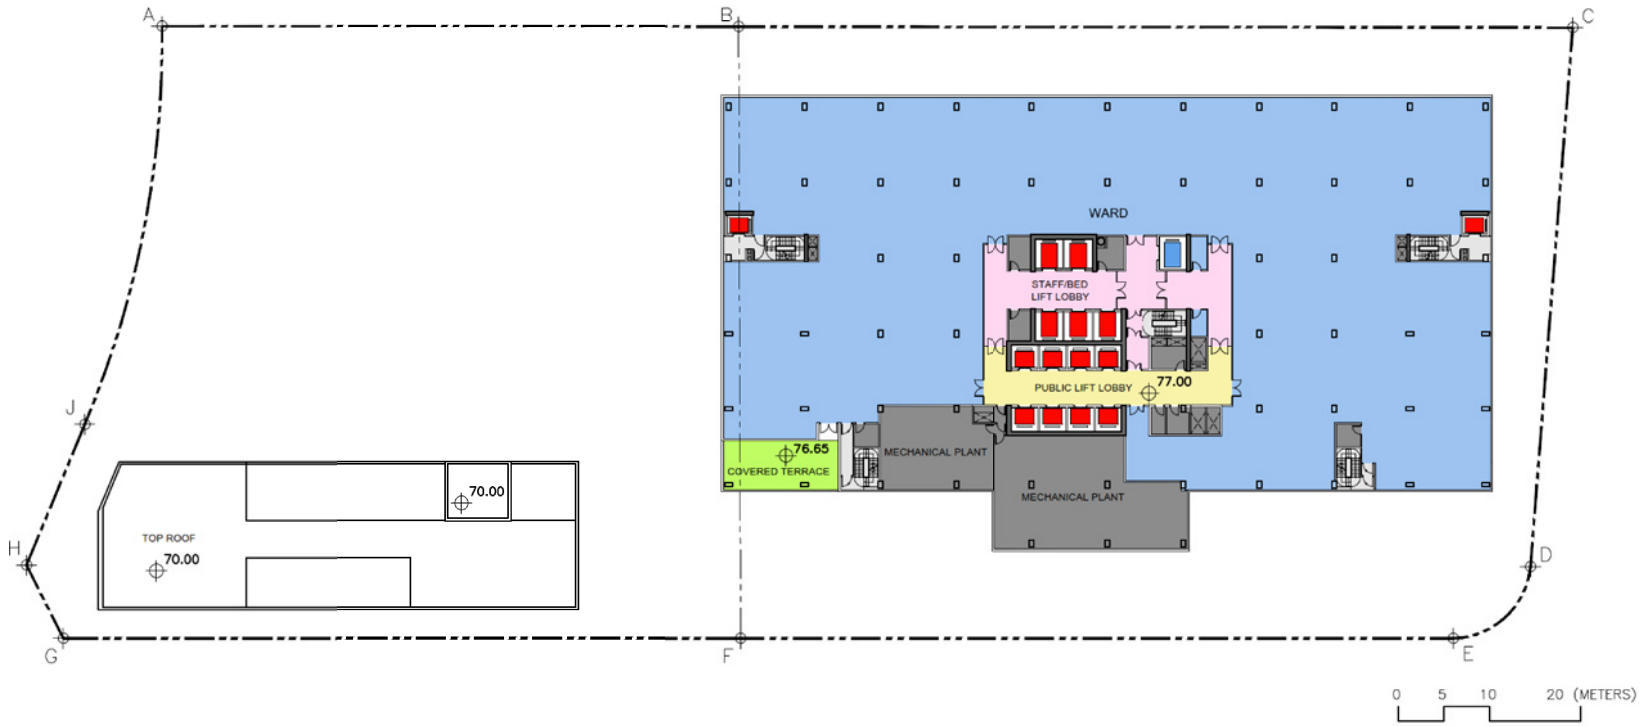 A
B
C
WARD
STAFF/BED
LIFT LOBBY
PUBLIC LIFT LOBBY
77.00
J
76.65
COVERED TERRACE
MECHANICAL PLANT
70.00
MECHANICAL PLANT
TOP ROOF
70.00
H
D
G
F
E
0 5 10 20 (METERS)